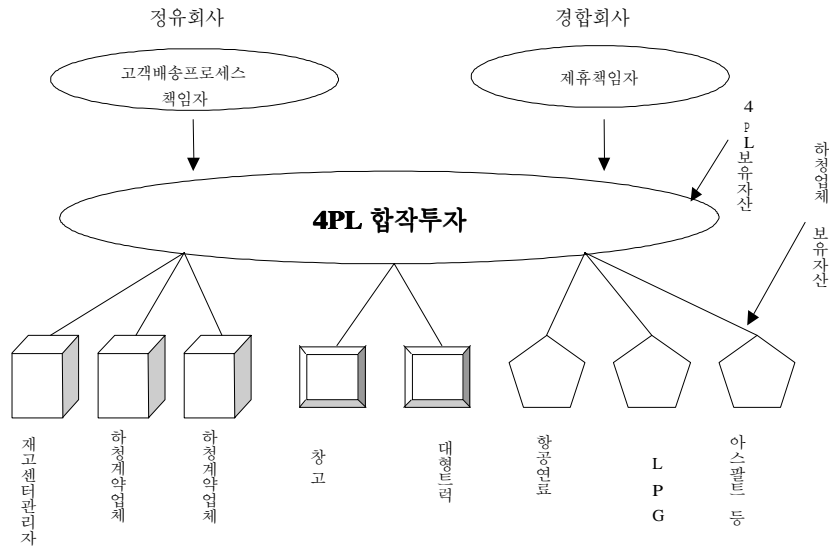 정유회사
경합회사
고객배송프로세스
책임자
제휴책임자
4PL보유자산
하청업체 보유자산
4PL 합작투자
재고센터관리자
하청계약업체
하청계약업체
창고
대형트럭
항공연료
LPG
아스팔트 등